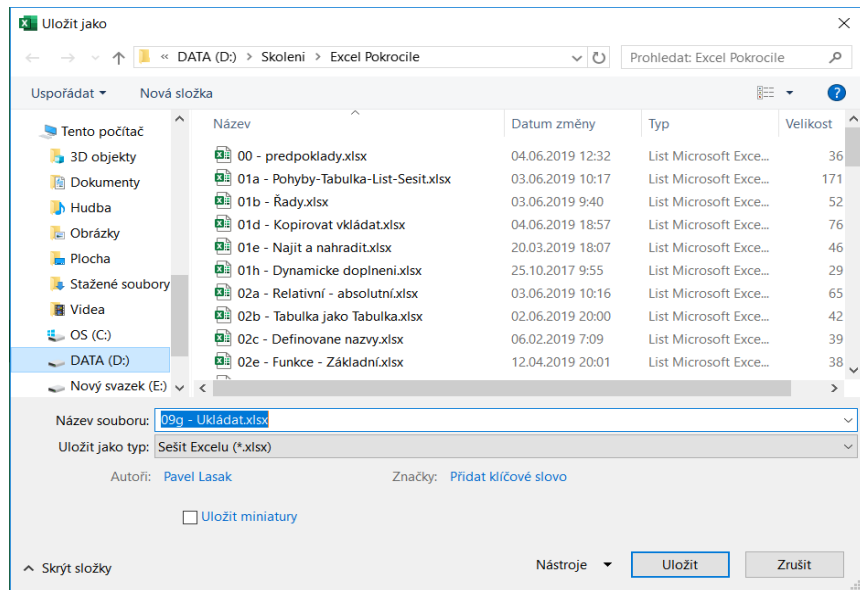 Uložit jako
« DATA (D:) > Skoleni > Excel Pokrocile
Prohledat: Excel Pokrocile
Uspořádat
Nová složka
?
Název Datum změny Typ Velikost
Tento počítač
3D objekty
Dokumenty
Hudba
Obrázky
Plocha
Stažené soubory
Videa
OS (C:)
DATA (D:)
Nový svazek (E:)
00 - predpoklady.xlsx 04.06.2019 12:32 List Microsoft Exce... 36
01a - Pohyby-Tabulka-List-Sesit.xlsx 03.06.2019 10:17 List Microsoft Exce... 171
01b - Řady.xlsx 03.06.2019 9:40 List Microsoft Exce... 52
01d - Kopirovat vkládat.xlsx 04.06.2019 18:57 List Microsoft Exce... 76
01e - Najit a nahradit.xlsx 20.03.2019 18:07 List Microsoft Exce... 46
01h - Dynamicke doplneni.xlsx 25.10.2017 9:55 List Microsoft Exce... 29
02a - Relativní - absolutní.xlsx 03.06.2019 10:16 List Microsoft Exce... 65
02b - Tabulka jako Tabulka.xlsx 02.06.2019 20:00 List Microsoft Exce... 42
02c - Definovane nazvy.xlsx 06.02.2019 7:09 List Microsoft Exce... 39
02e - Funkce - Základní.xlsx 12.04.2019 20:01 List Microsoft Exce... 38
Název souboru: 09g - Ukládat.xlsx
Uložit jako typ: Sešit Excelu (*.xlsx)
Autoři: Pavel Lasak Značky: Přidat klíčové slovo
Uložit miniatury
Skrýt složky
Nástroje
Uložit
Zrušit